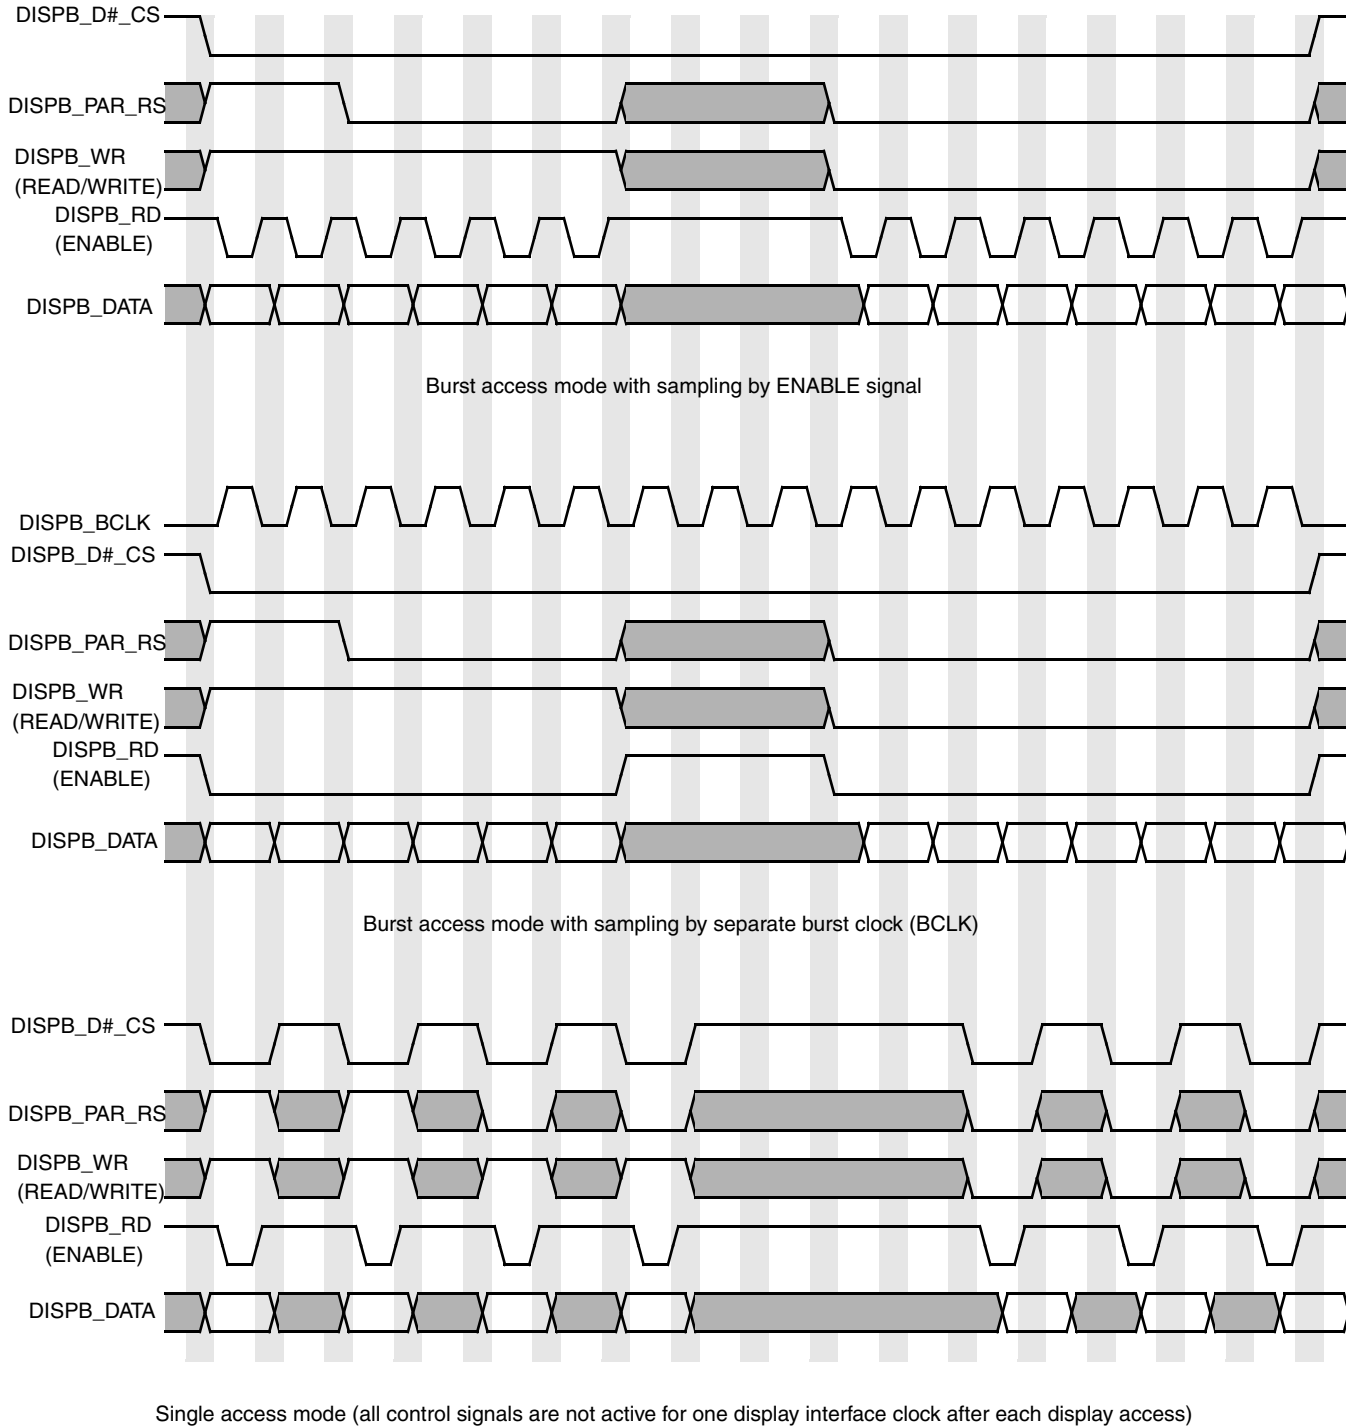 DISPB_D#_CS
DISPB_PAR_RS
DISPB_WR
(READ/WRITE)
DISPB_RD
(ENABLE)
DISPB_DATA
Burst access mode with sampling by ENABLE signal
DISPB_BCLK
DISPB_D#_CS
DISPB_PAR_RS
DISPB_WR
(READ/WRITE)
DISPB_RD
(ENABLE)
DISPB_DATA
Burst access mode with sampling by separate burst clock (BCLK)
DISPB_D#_CS
DISPB_PAR_RS
DISPB_WR
(READ/WRITE)
DISPB_RD
(ENABLE)
DISPB_DATA
Single access mode (all control signals are not active for one display interface clock after each display access)